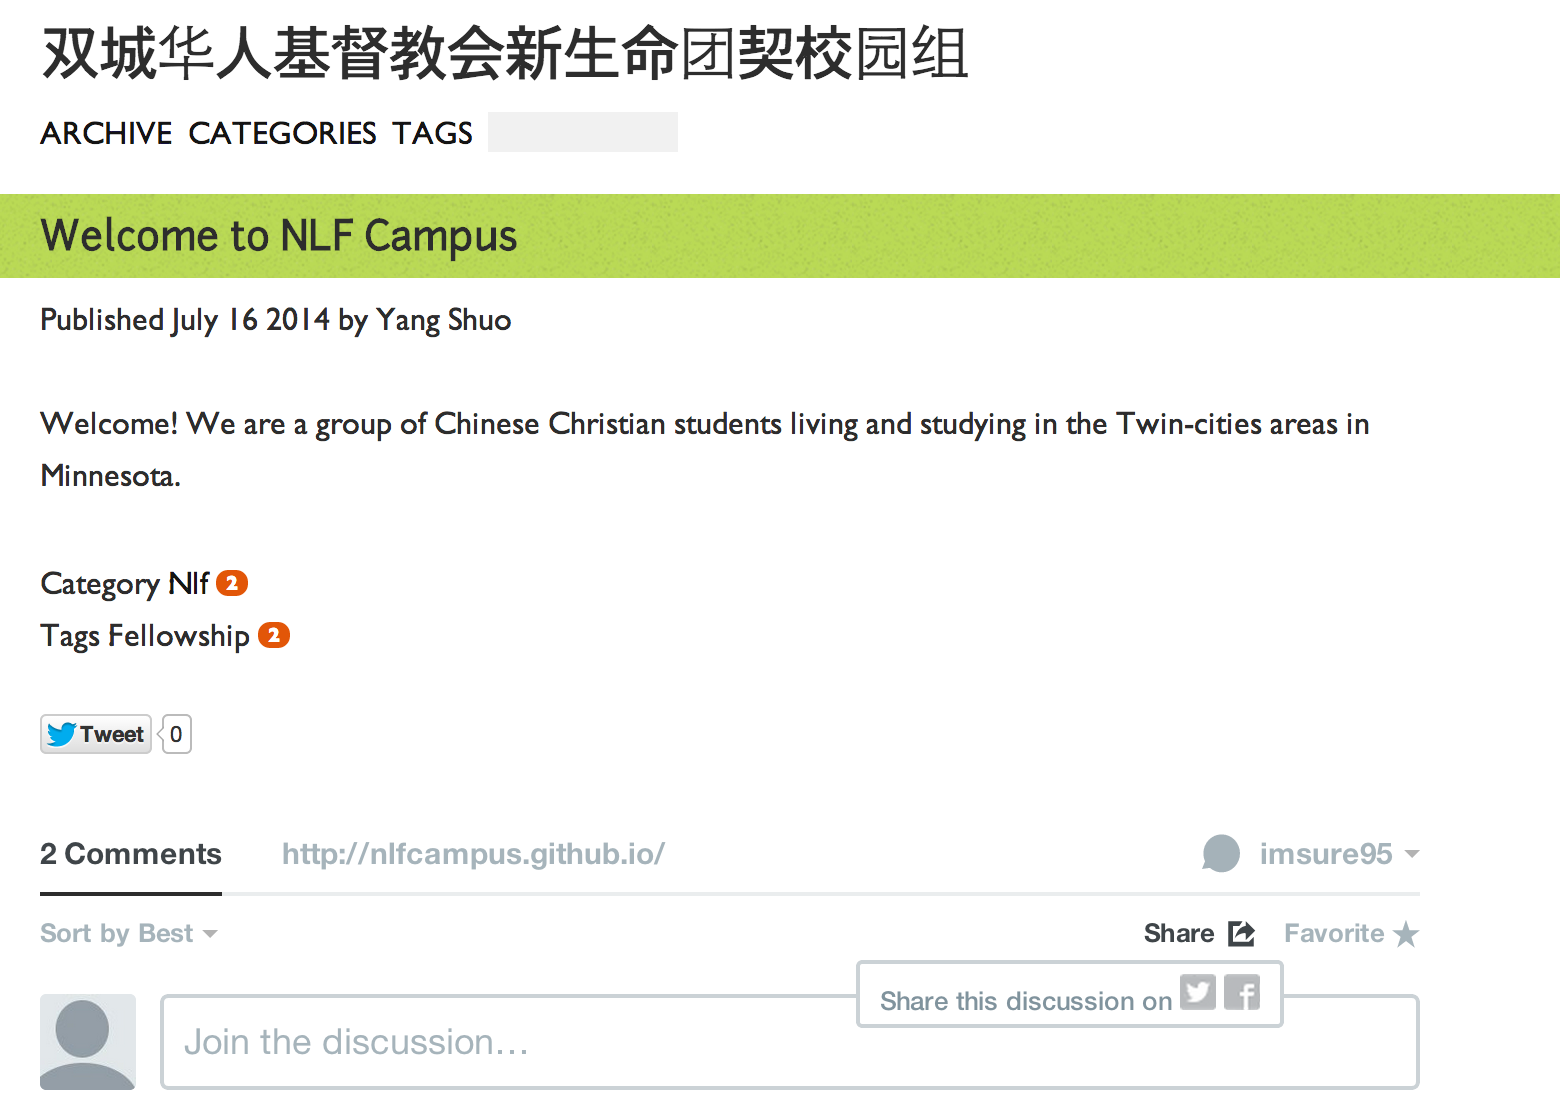 双城华人基督教会新生命团契校园组
ARCHIVE CATEGORIES TAGS
Welcome to NLF Campus
Published July 16 2014 by Yang Shuo
Welcome! We are a group of Chinese Christian students living and studying in the Twin-cities areas in
Minnesota.
Category Nlf 2
Tags Fellowship 2
Tweet 0
2 Comments http://nlfcampus.github.io/ imsure95
Sort by Best Share Favorite
Share this discussion on
Join the discussion...